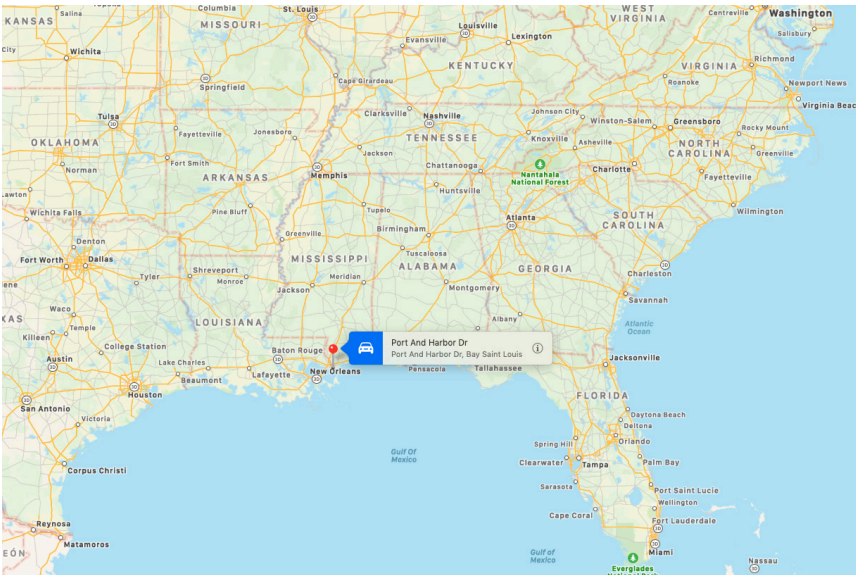 Salina
Columbia
St. Louis
WEST
VIRGINIA
Centreville
Washington
KANSAS
MISSOURI
Louisville
Salisbury
City
Wichita
Evansville
Lexington
Richmond
KENTUCKY
VIRGINIA
Springfield
Cape Girardeau
Roanoke
Newport News
Virginia Beac
Tulsa
Clarksville
Nashville
Johnson City
Winston-Salem
Greensboro
Rocky Mount
OKLAHOMA
Fayetteville
Jonesboro
TENNESSEE
Knoxville
Asheville
NORTH
CAROLINA
Greenville
Jackson
Norman
Fort Smith
Chattanooga
Nantahala
National Forest
Charlotte
Fayetteville
ARKANSAS
Memphis
Huntsville
Lawton
Wichita Falls
Pine Bluff
Tupelo
Atlanta
SOUTH
CAROLINA
Wilmington
Denton
Greenville
Birmingham
Fort Worth
Dallas
MISSISSIPPI
Tuscaloosa
ALABAMA
GEORGIA
Charleston
ene
Tyler
Shreveport
Monroe
Meridian
Jackson
Montgomery
Savannah
Waco
XAS
Temple
LOUISIANA
Albany
Atlantic
Ocean
Killeen
College Station
Baton Rouge
Port And Harbor Dr
Port And Harbor Dr, Bay Saint Louis
Austin
Lake Charles
Lafayette
New Orleans
Pensacola
Tallahassee
Jacksonville
Beaumont
Houston
FLORIDA
San Antonio
Victoria
Daytona Beach
Deltona
Spring Hill
Orlando
Gulf Of
Mexico
Clearwater
Tampa
Palm Bay
Corpus Christi
Sarasota
Port Saint Lucie
Wellington
Cape Coral
Fort Lauderdale
Reynosa
Matamoros
EÓN
Gulf of
Mexico
Miami
Nassau
Everglades